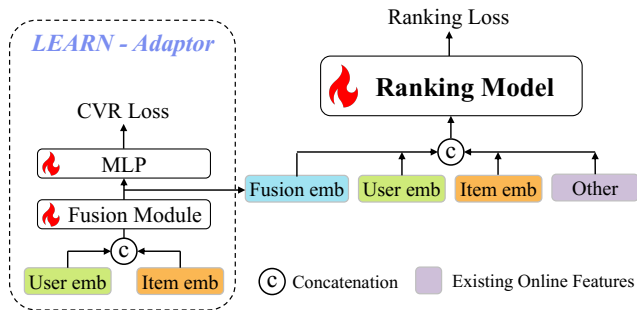 LEARN - Adaptor
CVR Loss
MLP
Fusion Module
c
User emb
Item emb
Ranking Loss
Ranking Model
c
Fusion emb
User emb
Item emb
Other
c Concatenation
Existing Online Features